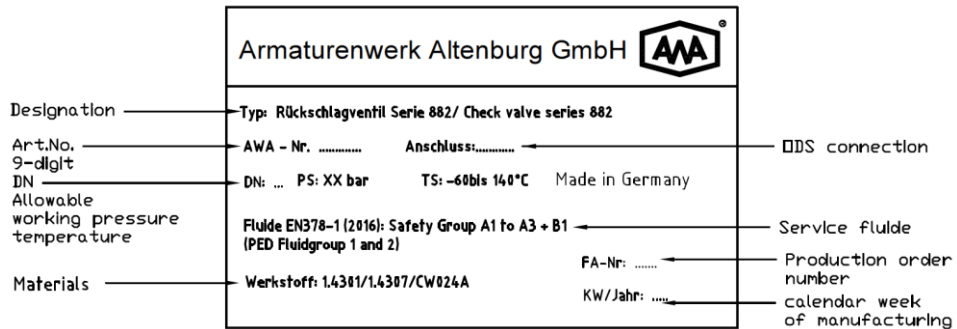 Armaturenwerk Altenburg GmbH AWA ®
Designation
Typ: Rückschlagventil Serie 882/ Check valve series 882
Art.No.
9-digit
AWA - Nr. ............. Anschluss:............
ODS connection
DN
Allowable
working pressure
temperature
DN: ... PS: XX bar TS: -60bis 140°C Made in Germany
Fluide EN378-1 (2016): Safety Group A1 to A3 + B1
(PED Fluidgroup 1 and 2)
Service fluide
Materials
Werkstoff: 1.4301/1.4307/CW024A
FA-Nr: .......
Production order
number
KW/Jahr: .....
calendar week
of manufacturing